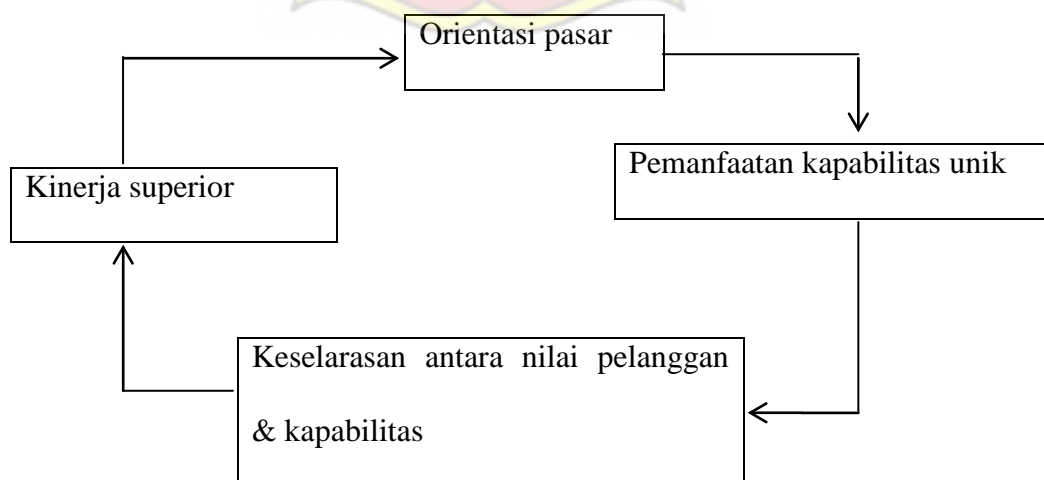 Orientasi pasar
Pemanfaatan kapabilitas unik
Kinerja superior
Keselarasan antara nilai pelanggan
& kapabilitas